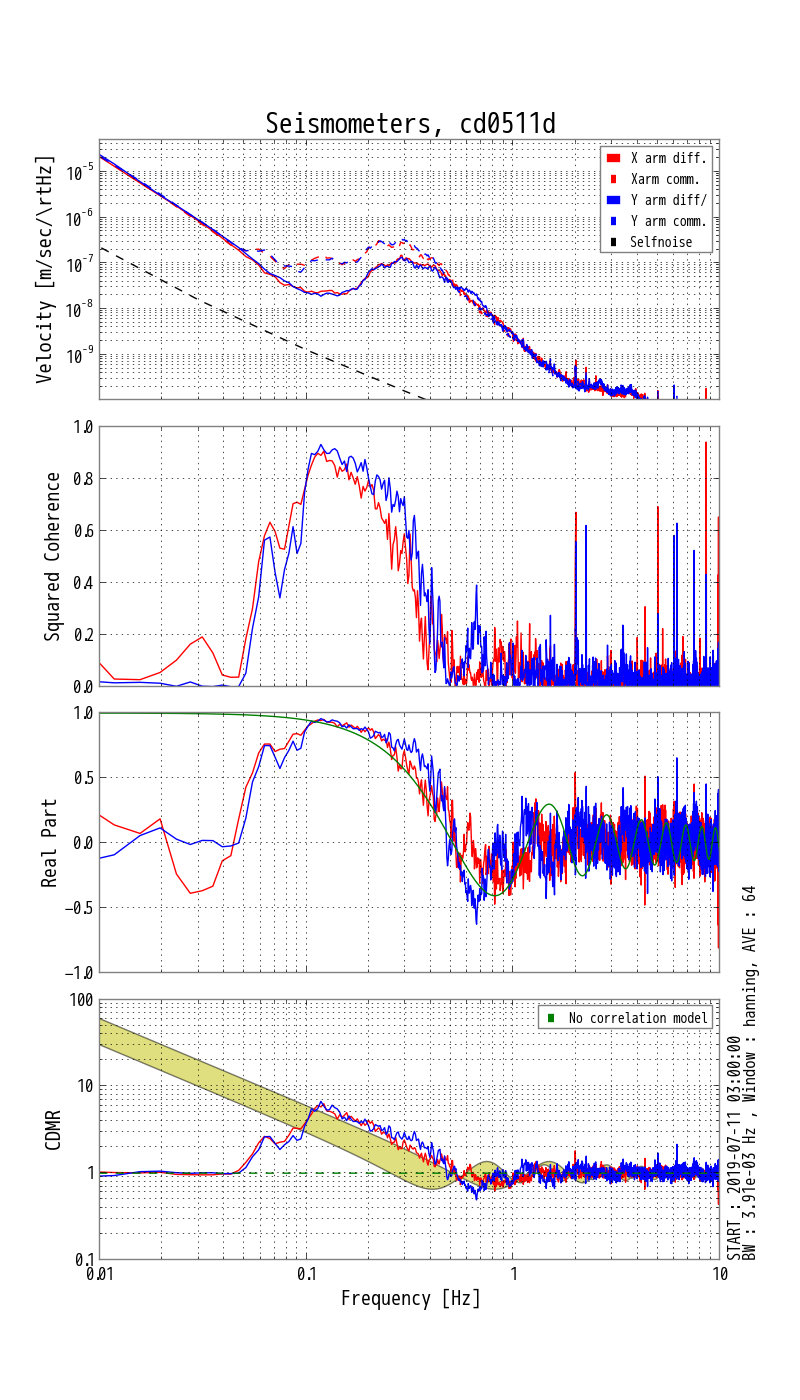 Seismometers, cd0511d
Velocity [m/sec/\rtHz]
10-5
10-6
10-7
10-8
10-9
X arm diff.
Xarm comm.
Y arm diff/
Y arm comm.
Selfnoise
Squared Coherence
1.0
0.8
0.6
0.4
0.2
0.0
Real Part
1.0
0.5
0.0
−0.5
−1.0
CDMR
100
10
1
0.1
No correlation model
0.01 0.1 1 10
Frequency [Hz]
START : 2019-07-11 03:00:00
BW : 3.91e-03 Hz , Window : hanning, AVE : 64